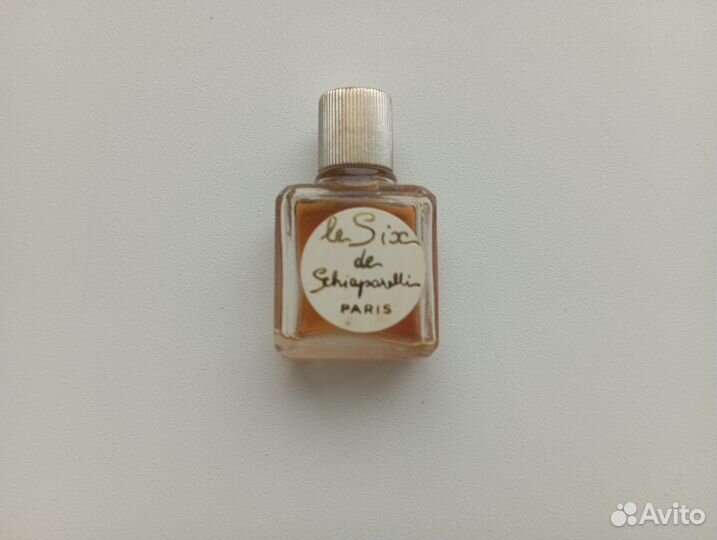 le Six
de
Schiaparelli
PARIS
Avito